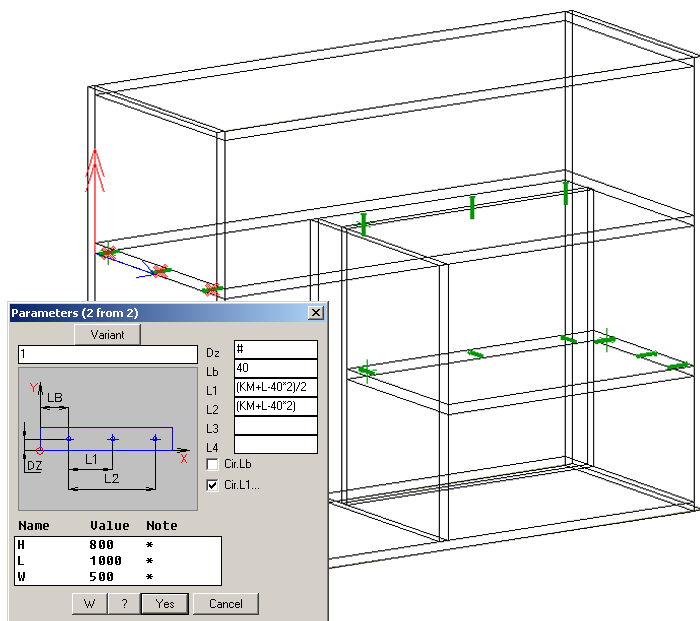 Parameters (2 from 2)
Variant
1
Dz #
Lb 40
L1 (KM+L-40*2)/2
L2 (KM+L-40*2)
L3
L4
Cir.Lb
Cir.L1...
Y
LB
L1
X
DZ
L2
Name Value Note
H 800 *
L 1000 *
W 500 *
W ? Yes Cancel